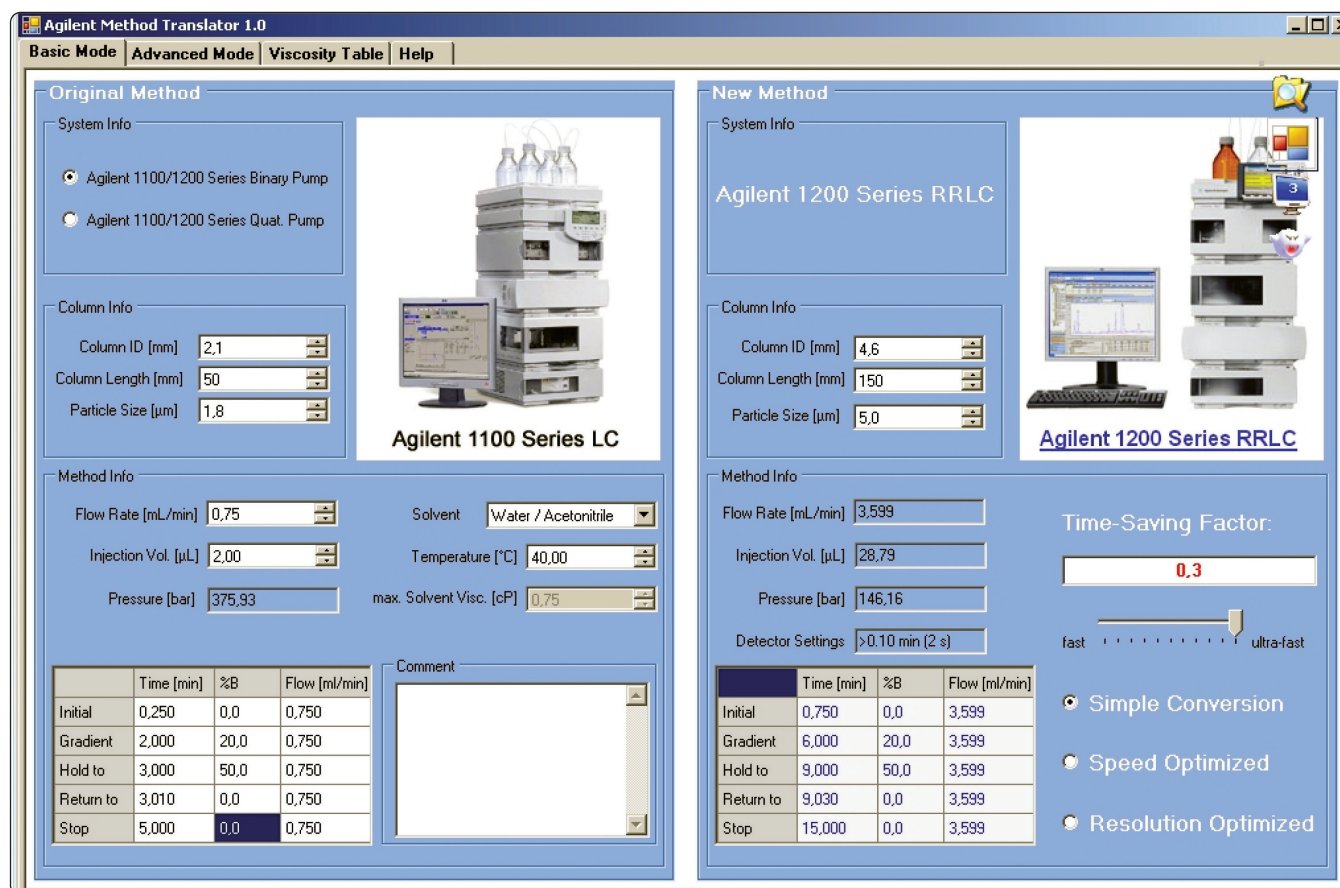 Agilent Method Translator 1.0
Basic Mode Advanced Mode Viscosity Table Help
Original Method
System Info
Agilent 1100/1200 Series Binary Pump
Agilent 1100/1200 Series Quat. Pump
Column Info
Column ID [mm] 2,1
Column Length [mm] 50
Particle Size [µm] 1,8
Agilent 1100 Series LC
Method Info
Flow Rate [mL/min] 0,75
Solvent Water / Acetonitrile
Injection Vol. [µL] 2,00
Temperature [°C] 40,00
Pressure [bar] 375,93
max. Solvent Visc. [cP] 0,75
Time [min] %B Flow [ml/min]
Initial 0,250 0,0 0,750
Gradient 2,000 20,0 0,750
Hold to 3,000 50,0 0,750
Return to 3,010 0,0 0,750
Stop 5,000 0,0 0,750
Comment
New Method
System Info
Agilent 1200 Series RRLC
3
Column Info
Column ID [mm] 4,6
Column Length [mm] 150
Particle Size [µm] 5,0
Agilent 1200 Series RRLC
Method Info
Flow Rate [mL/min] 3,599
Injection Vol. [µL] 28,79
Pressure [bar] 146,16
Detector Settings >0.10 min (2 s)
Time-Saving Factor:
0,3
fast ultra-fast
Time [min] %B Flow [ml/min]
Initial 0,750 0,0 3,599
Gradient 6,000 20,0 3,599
Hold to 9,000 50,0 3,599
Return to 9,030 0,0 3,599
Stop 15,000 0,0 3,599
Simple Conversion
Speed Optimized
Resolution Optimized